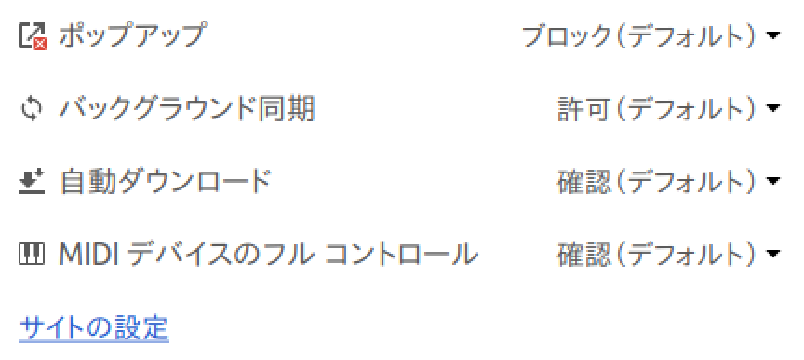 ポップアップ ブロック(デフォルト)
バックグラウンド同期 許可(デフォルト)
自動ダウンロード 確認(デフォルト)
MIDI デバイスのフル コントロール 確認(デフォルト)
サイトの設定